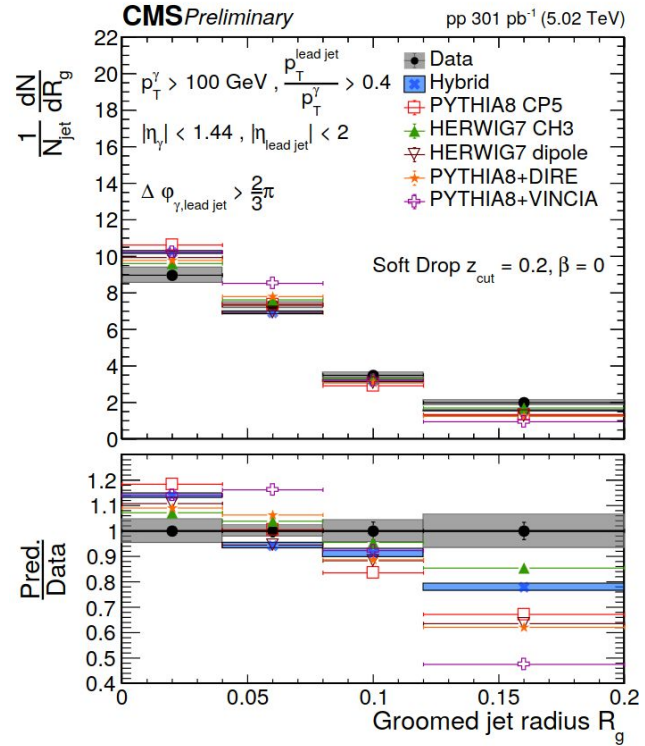 CMS Preliminary pp 301 pb⁻¹ (5.02 TeV)
1/N_jet dN/dR_g
22
20
18
16
14
12
10
8
6
4
2
0
p_T^γ > 100 GeV , p_T^lead jet / p_T^γ > 0.4
|η_γ| < 1.44 , |η_lead jet| < 2
Δ φ_γ,lead jet > 2/3 π
Data
Hybrid
PYTHIA8 CP5
HERWIG7 CH3
HERWIG7 dipole
PYTHIA8+DIRE
PYTHIA8+VINCIA
Soft Drop z_cut = 0.2, β = 0
Pred. / Data
1.2
1.1
1
0.9
0.8
0.7
0.6
0.5
0.4
0 0.05 0.1 0.15 0.2
Groomed jet radius R_g